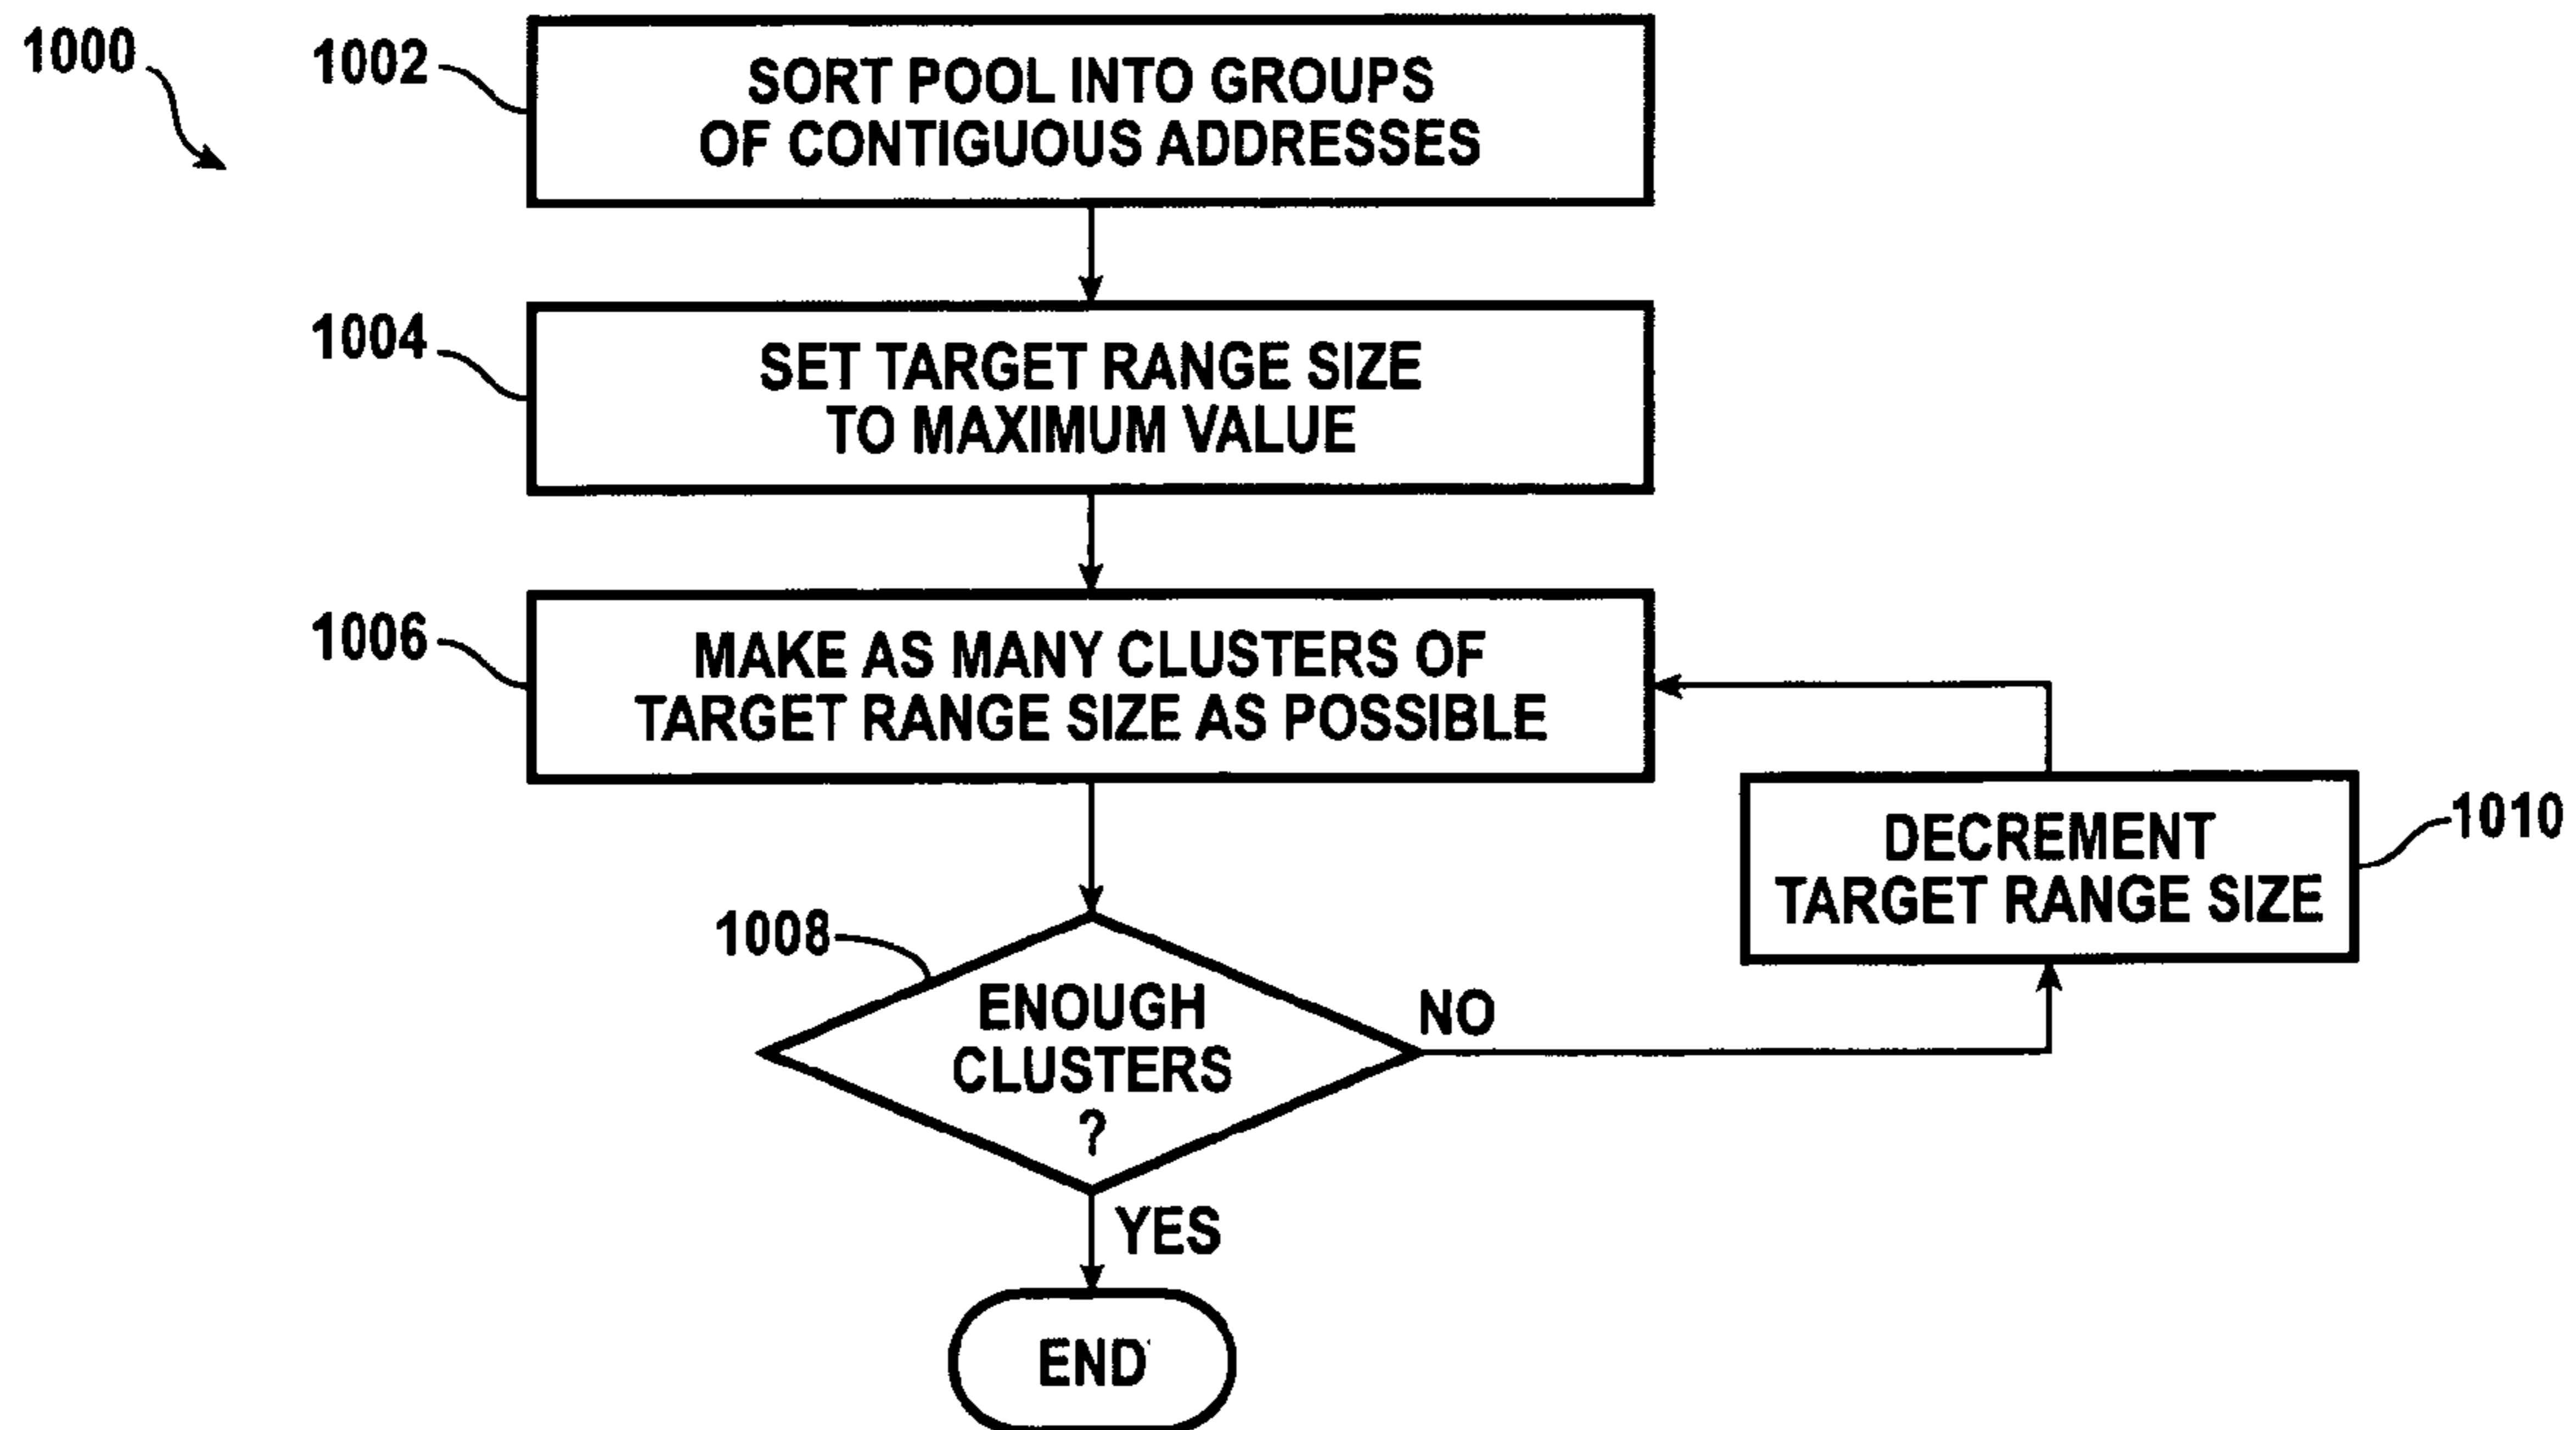 1000
1002
SORT POOL INTO GROUPS
OF CONTIGUOUS ADDRESSES
1004
SET TARGET RANGE SIZE
TO MAXIMUM VALUE
1006
MAKE AS MANY CLUSTERS OF
TARGET RANGE SIZE AS POSSIBLE
1010
DECREMENT
TARGET RANGE SIZE
1008
ENOUGH
CLUSTERS
?
NO
YES
END